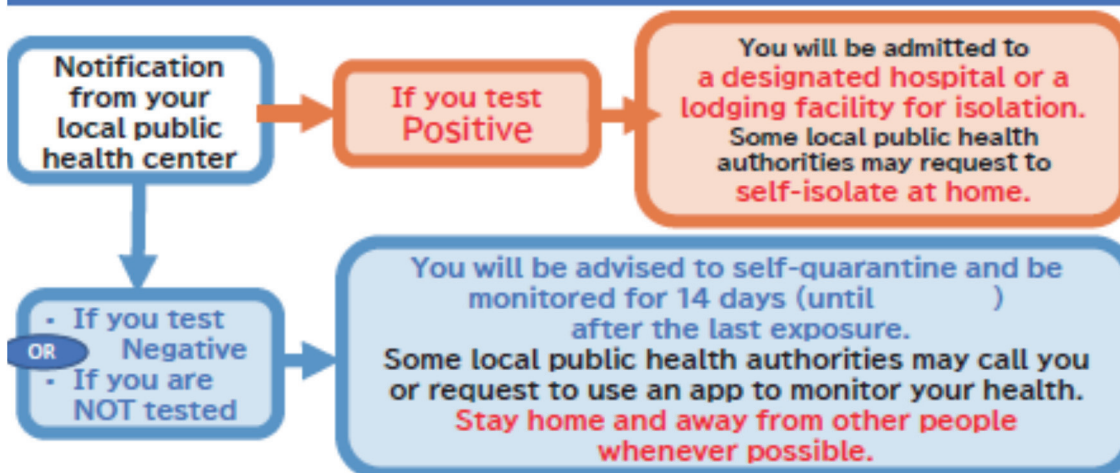 Notification
from your
local public
health center
If you test
Positive
You will be admitted to
a designated hospital or a
lodging facility for isolation.
Some local public health
authorities may request to
self-isolate at home.
・ If you test
Negative
OR
・ If you are
NOT tested
You will be advised to self-quarantine and be
monitored for 14 days (until          )
after the last exposure.
Some local public health authorities may call you
or request to use an app to monitor your health.
Stay home and away from other people
whenever possible.